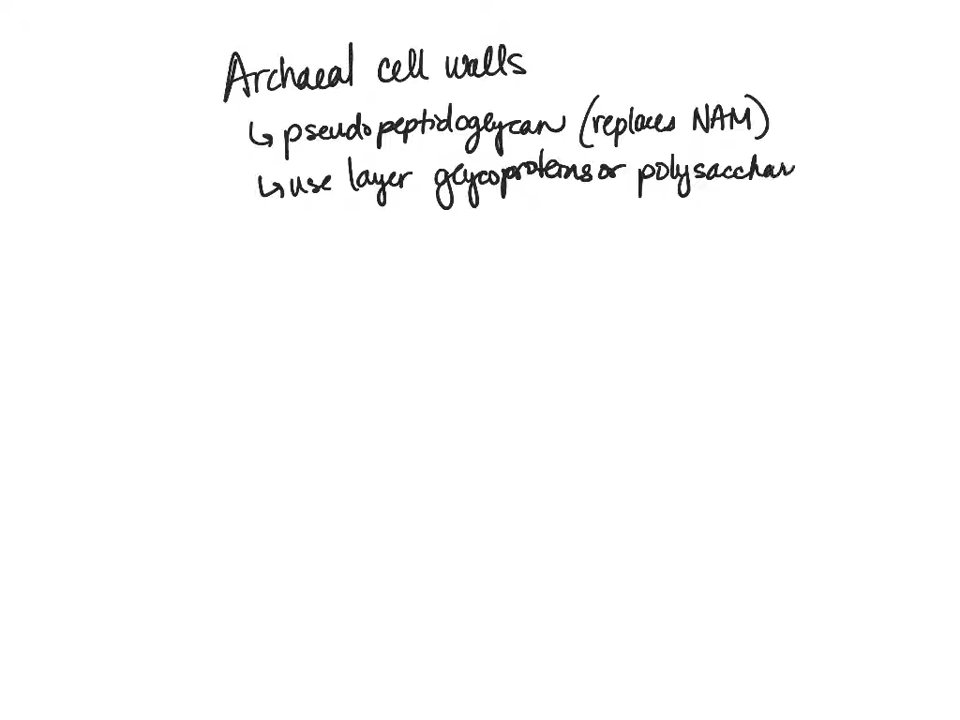 Archaeal cell walls
↳ pseudopeptidoglycan (replaces NAM)
↳ use layer glycoproteins or polysacchar